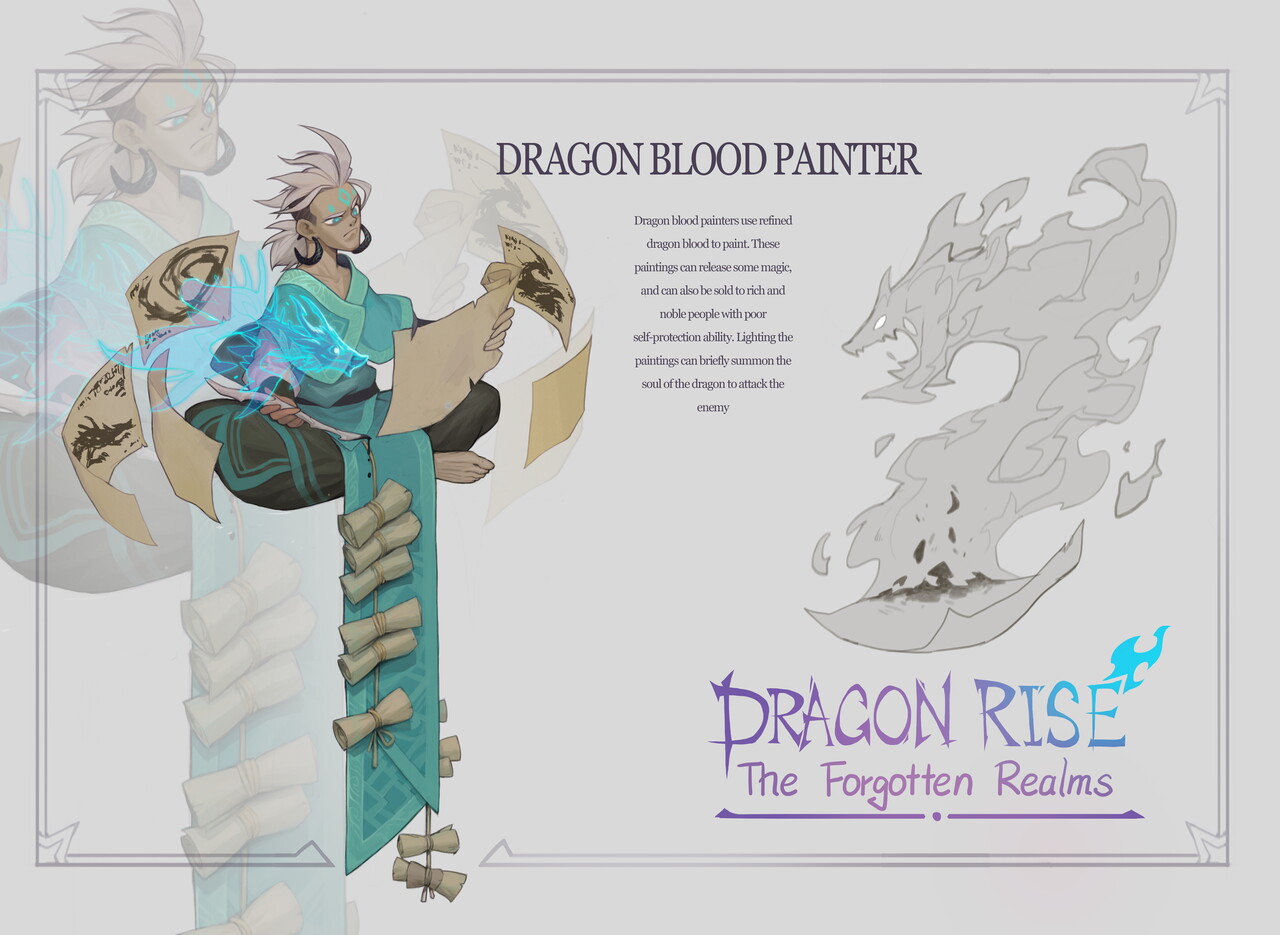 DRAGON BLOOD PAINTER
Dragon blood painters use refined
dragon blood to paint. These
paintings can release some magic,
and can also be sold to rich and
noble people with poor
self-protection ability. Lighting the
paintings can briefly summon the
soul of the dragon to attack the
enemy
DRAGON RISE
The Forgotten Realms